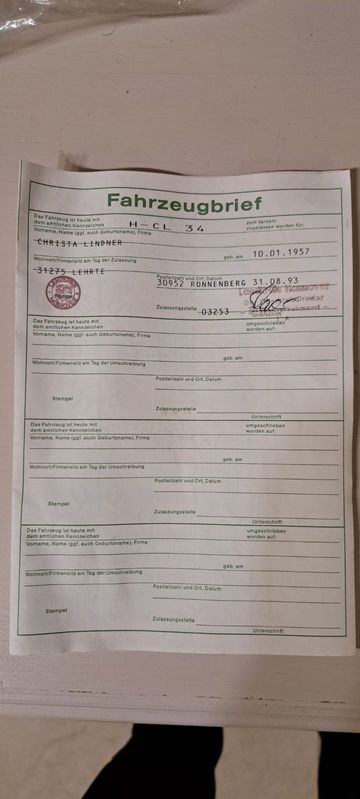 Fahrzeugbrief
Das Fahrzeug ist heute mit
dem amtlichen Kennzeichen H-CL 34 zum Verkehr
zugelassen worden für:
Vorname, Name (ggf. auch Geburtsname), Firma
CHRISTA LINDNER
geb. am 10.01.1957
Wohnort/Firmensitz am Tag der Zulassung
31275 LEHRTE
Postleitzahl und Ort, Datum
30952 RONNENBERG 31.08.93
Zulassungsstelle 03253
Das Fahrzeug ist heute mit
dem amtlichen Kennzeichen
umgeschrieben
worden auf:
Vorname, Name (ggf. auch Geburtsname), Firma
geb. am
Wohnort/Firmensitz am Tag der Umschreibung
Postleitzahl und Ort, Datum
Stempel
Zulassungsstelle
Unterschrift
Das Fahrzeug ist heute mit
dem amtlichen Kennzeichen
umgeschrieben
worden auf:
Vorname, Name (ggf. auch Geburtsname), Firma
geb. am
Wohnort/Firmensitz am Tag der Umschreibung
Postleitzahl und Ort, Datum
Stempel
Zulassungsstelle
Unterschrift
Das Fahrzeug ist heute mit
dem amtlichen Kennzeichen
umgeschrieben
worden auf:
Vorname, Name (ggf. auch Geburtsname), Firma
geb. am
Wohnort/Firmensitz am Tag der Umschreibung
Postleitzahl und Ort, Datum
Stempel
Zulassungsstelle
Unterschrift